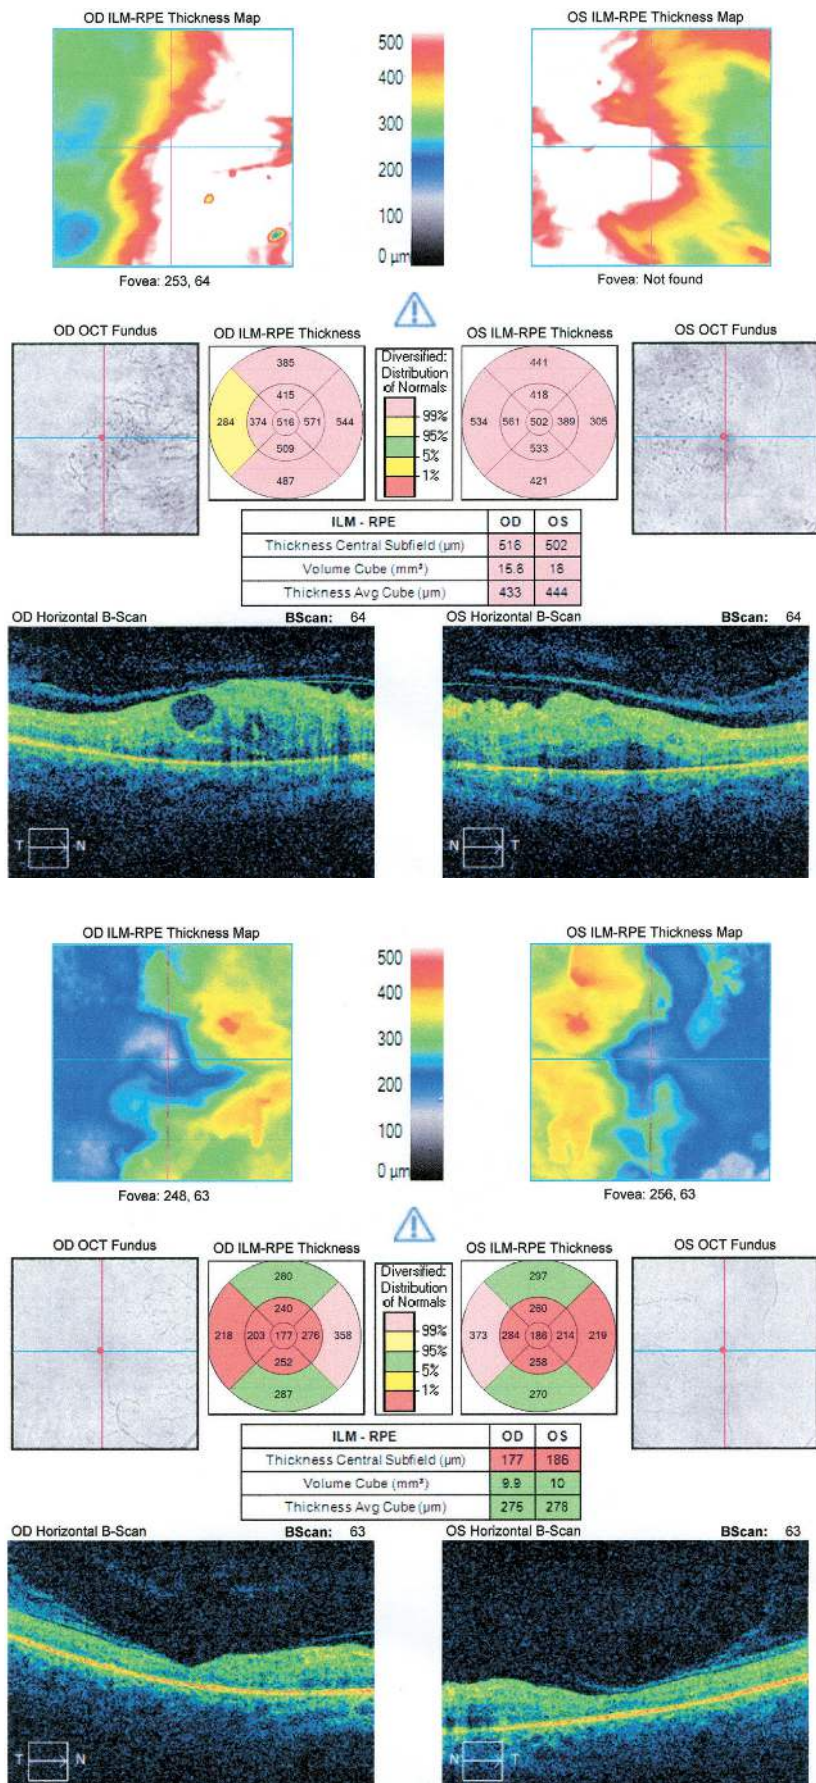 OD ILM-RPE Thickness Map
OS ILM-RPE Thickness Map
500
400
300
200
100
0 µm
Fovea: 253, 64
Fovea: Not found
OD OCT Fundus
OD ILM-RPE Thickness
OS ILM-RPE Thickness
OS OCT Fundus
385
415
284 374 516 571 544
509
487
Diversified:
Distribution
of Normals
99%
95%
5%
1%
441
418
534 561 502 389 305
533
421
ILM - RPE OD OS
Thickness Central Subfield (µm) 516 502
Volume Cube (mm³) 15.6 16
Thickness Avg Cube (µm) 433 444
OD Horizontal B-Scan BScan: 64
OS Horizontal B-Scan BScan: 64
T N
N T
OD ILM-RPE Thickness Map
OS ILM-RPE Thickness Map
500
400
300
200
100
0 µm
Fovea: 248, 63
Fovea: 256, 63
OD OCT Fundus
OD ILM-RPE Thickness
OS ILM-RPE Thickness
OS OCT Fundus
280
240
218 203 177 276 358
252
287
Diversified:
Distribution
of Normals
99%
95%
5%
1%
297
260
373 284 186 214 219
258
270
ILM - RPE OD OS
Thickness Central Subfield (µm) 177 186
Volume Cube (mm³) 9.9 10
Thickness Avg Cube (µm) 275 278
OD Horizontal B-Scan BScan: 63
OS Horizontal B-Scan BScan: 63
T N
N T